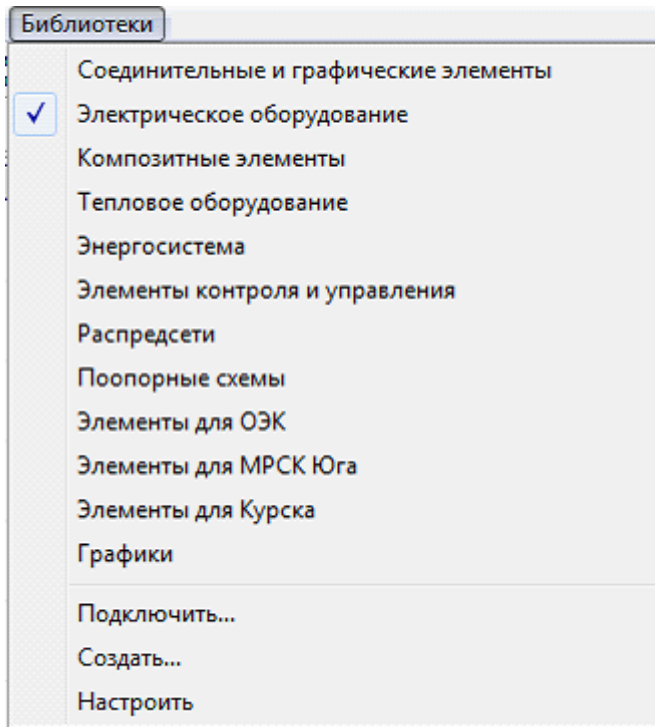 Библиотеки
Соединительные и графические элементы
Электрическое оборудование
Композитные элементы
Тепловое оборудование
Энергосистема
Элементы контроля и управления
Распредсети
Поопорные схемы
Элементы для ОЭК
Элементы для МРСК Юга
Элементы для Курска
Графики
Подключить...
Создать...
Настроить